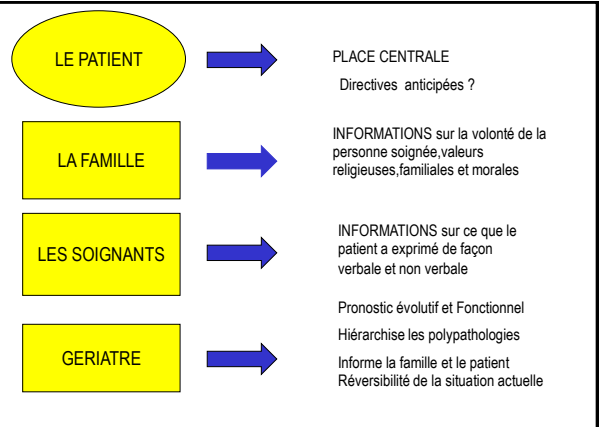 LE PATIENT
PLACE CENTRALE
Directives anticipées ?
LA FAMILLE
INFORMATIONS sur la volonté de la
personne soignée,valeurs
religieuses,familiales et morales
LES SOIGNANTS
INFORMATIONS sur ce que le
patient a exprimé de façon
verbale et non verbale
GERIATRE
Pronostic évolutif et Fonctionnel
Hiérarchise les polypathologies
Informe la famille et le patient
Réversibilité de la situation actuelle